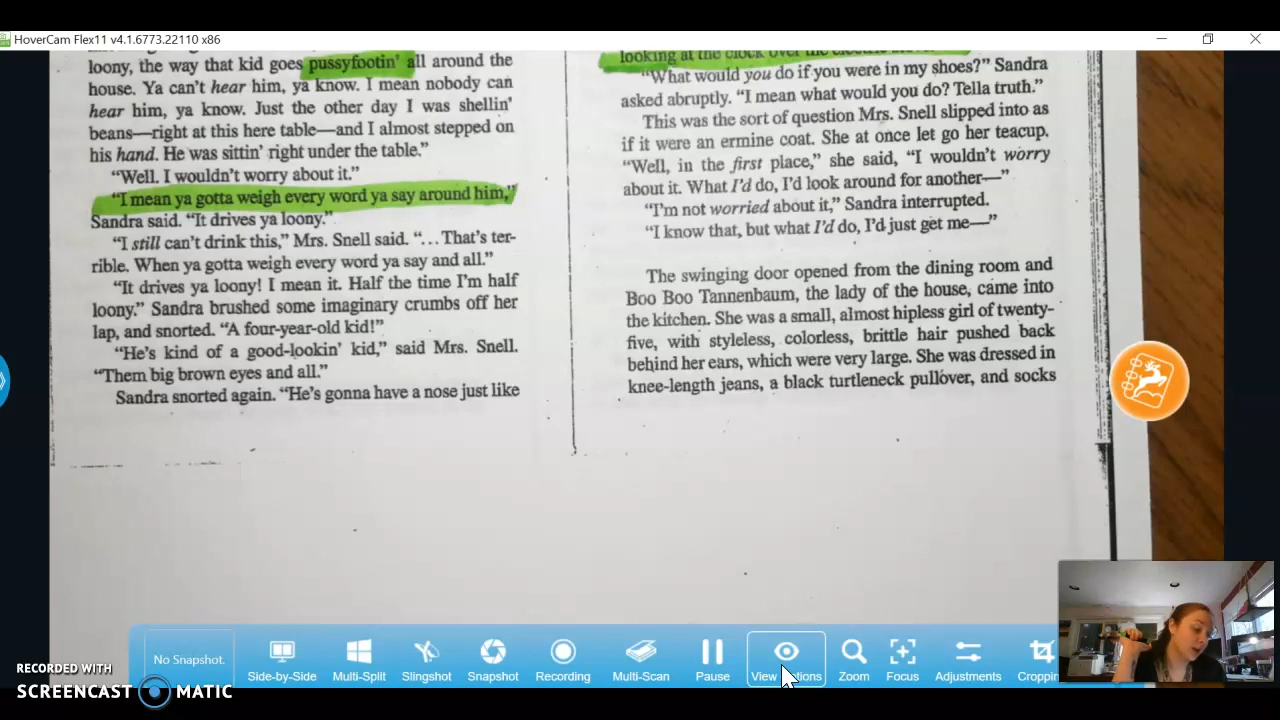 HoverCam Flex11 v4.1.6773.22110 x86
loony, the way that kid goes pussyfootin' all around the
house. Ya can't hear him, ya know. I mean nobody can
hear him, ya know. Just the other day I was shellin'
beans—right at this here table—and I almost stepped on
his hand. He was sittin' right under the table."
"Well. I wouldn't worry about it."
"I mean ya gotta weigh every word ya say around him,"
Sandra said. "It drives ya loony."
"I still can't drink this," Mrs. Snell said. "…That's ter-
rible. When ya gotta weigh every word ya say and all."
"It drives ya loony! I mean it. Half the time I'm half
loony." Sandra brushed some imaginary crumbs off her
lap, and snorted. "A four-year-old kid!"
"He's kind of a good-lookin' kid," said Mrs. Snell.
"Them big brown eyes and all."
Sandra snorted again. "He's gonna have a nose just like
looking at the clock over the
"What would you do if you were in my shoes?" Sandra
asked abruptly. "I mean what would you do? Tella truth."
This was the sort of question Mrs. Snell slipped into as
if it were an ermine coat. She at once let go her teacup.
"Well, in the first place," she said, "I wouldn't worry
about it. What I'd do, I'd look around for another—"
"I'm not worried about it," Sandra interrupted.
"I know that, but what I'd do, I'd just get me—"
The swinging door opened from the dining room and
Boo Boo Tannenbaum, the lady of the house, came into
the kitchen. She was a small, almost hipless girl of twenty-
five, with styleless, colorless, brittle hair pushed back
behind her ears, which were very large. She was dressed in
knee-length jeans, a black turtleneck pullover, and socks
No Snapshot.
Side-by-Side
Multi-Split
Slingshot
Snapshot
Recording
Multi-Scan
Pause
View
Zoom
Focus
Adjustments
RECORDED WITH
SCREENCAST MATIC